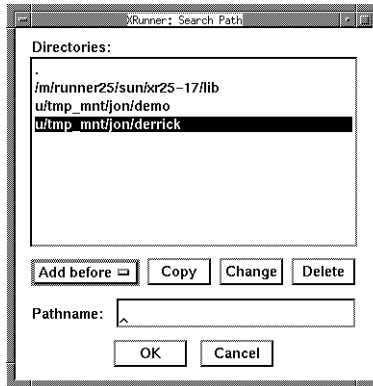 XRunner: Search Path
Directories:
.
/m/runner25/sun/xr25-17/lib
u/tmp_mnt/jon/demo
u/tmp_mnt/jon/derrick
Add before Copy Change Delete
Pathname:
OK Cancel